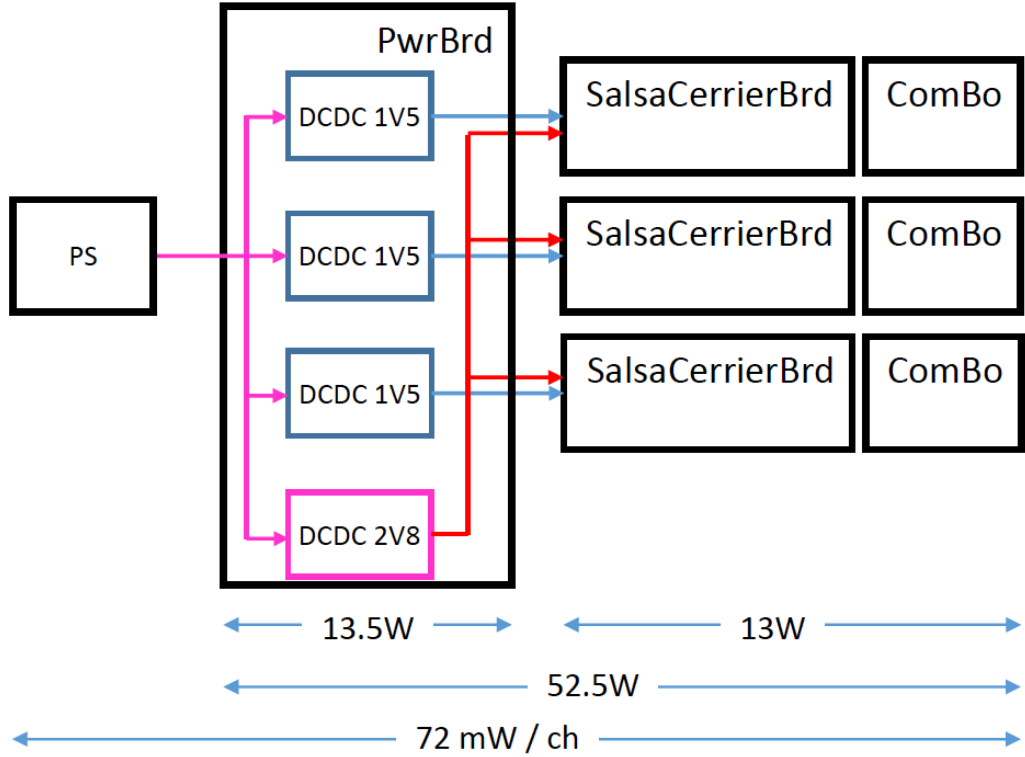 PwrBrd
DCDC 1V5
SalsaCerrierBrd
ComBo
PS
DCDC 1V5
SalsaCerrierBrd
ComBo
DCDC 1V5
SalsaCerrierBrd
ComBo
DCDC 2V8
13.5W
13W
52.5W
72 mW / ch